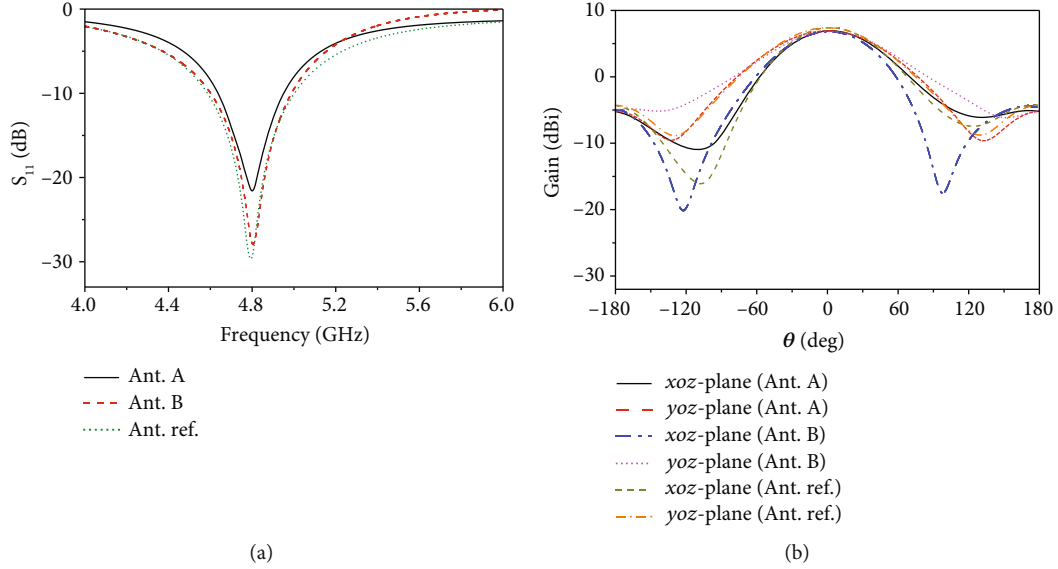 0
−10
−20
−30
S11 (dB)
4.0 4.4 4.8 5.2 5.6 6.0
Frequency (GHz)
Ant. A
Ant. B
Ant. ref.
(a)
10
0
−10
−20
−30
Gain (dBi)
−180 −120 −60 0 60 120 180
θ (deg)
xoz-plane (Ant. A)
yoz-plane (Ant. A)
xoz-plane (Ant. B)
yoz-plane (Ant. B)
xoz-plane (Ant. ref.)
yoz-plane (Ant. ref.)
(b)